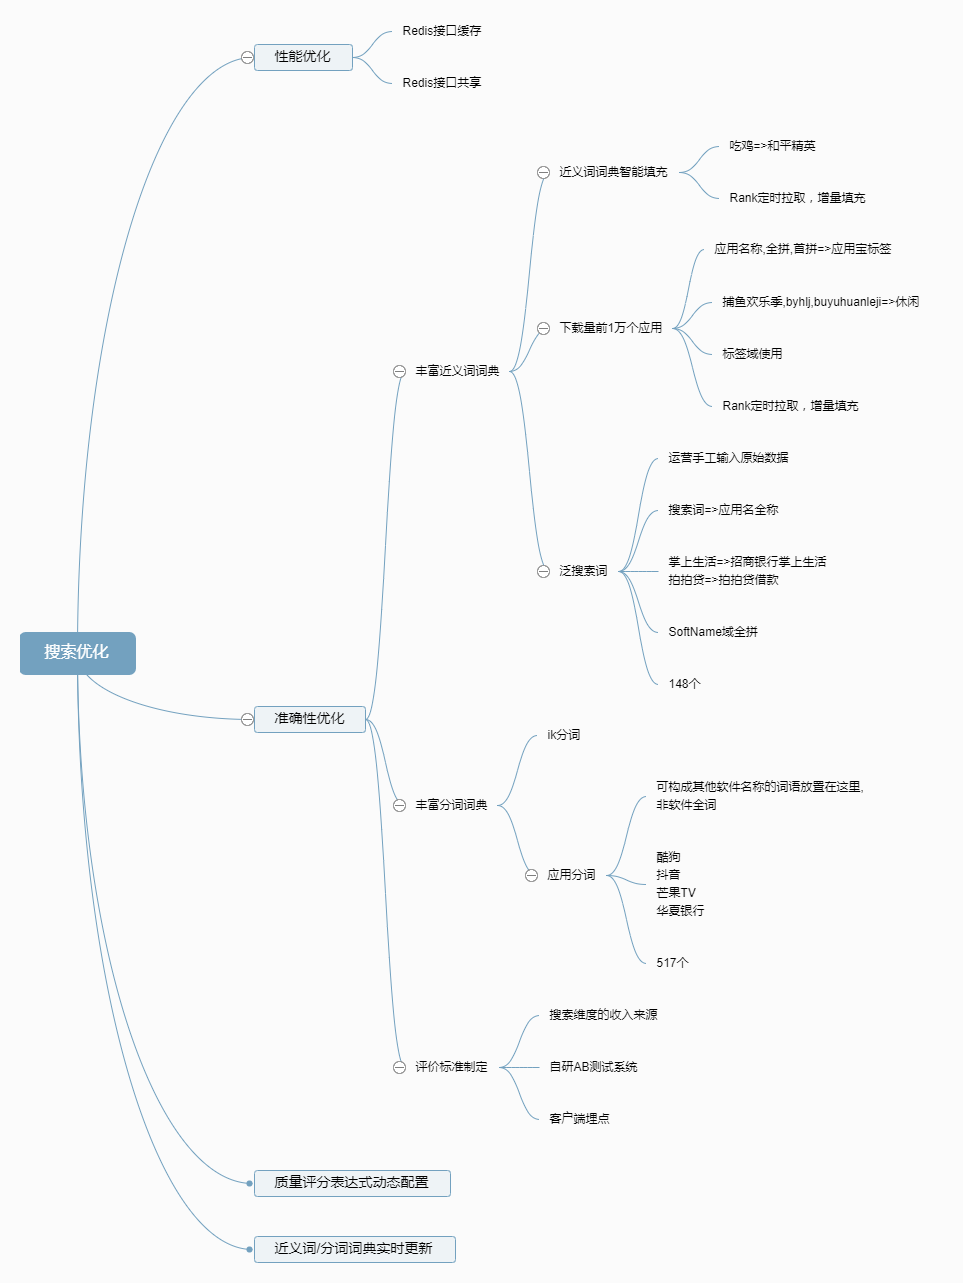 搜索优化
性能优化
Redis接口缓存
Redis接口共享
准确性优化
丰富近义词词典
近义词词典智能填充
吃鸡=>和平精英
Rank定时拉取，增量填充
下载量前1万个应用
应用名称,全拼,首拼=>应用宝标签
捕鱼欢乐季,byhlj,buyuhuanleji=>休闲
标签域使用
Rank定时拉取，增量填充
泛搜索词
运营手工输入原始数据
搜索词=>应用名全称
掌上生活=>招商银行掌上生活
拍拍贷=>拍拍贷借款
SoftName域全拼
148个
丰富分词词典
ik分词
应用分词
可构成其他软件名称的词语放置在这里,
非软件全词
酷狗
抖音
芒果TV
华夏银行
517个
评价标准制定
搜索维度的收入来源
自研AB测试系统
客户端埋点
质量评分表达式动态配置
近义词/分词词典实时更新